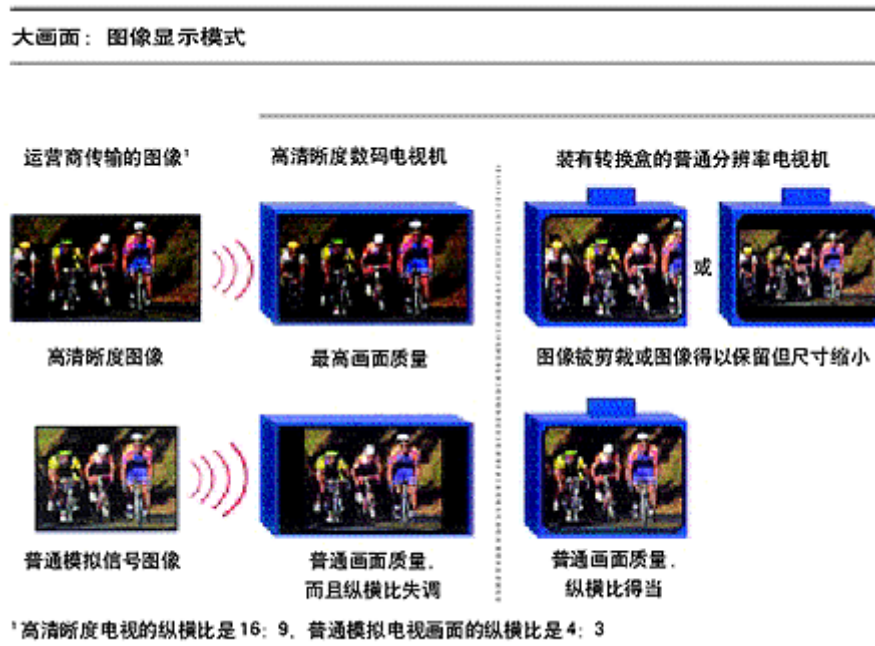 大画面：图像显示模式
运营商传输的图像¹
高清晰度数码电视机
装有转换盒的普通分辨率电视机
或
高清晰度图像
最高画面质量
图像被剪裁或图像得以保留但尺寸缩小
普通模拟信号图像
普通画面质量.
而且纵横比失调
普通画面质量.
纵横比得当
¹高清晰度电视的纵横比是16：9、普通模拟电视画面的纵横比是4：3